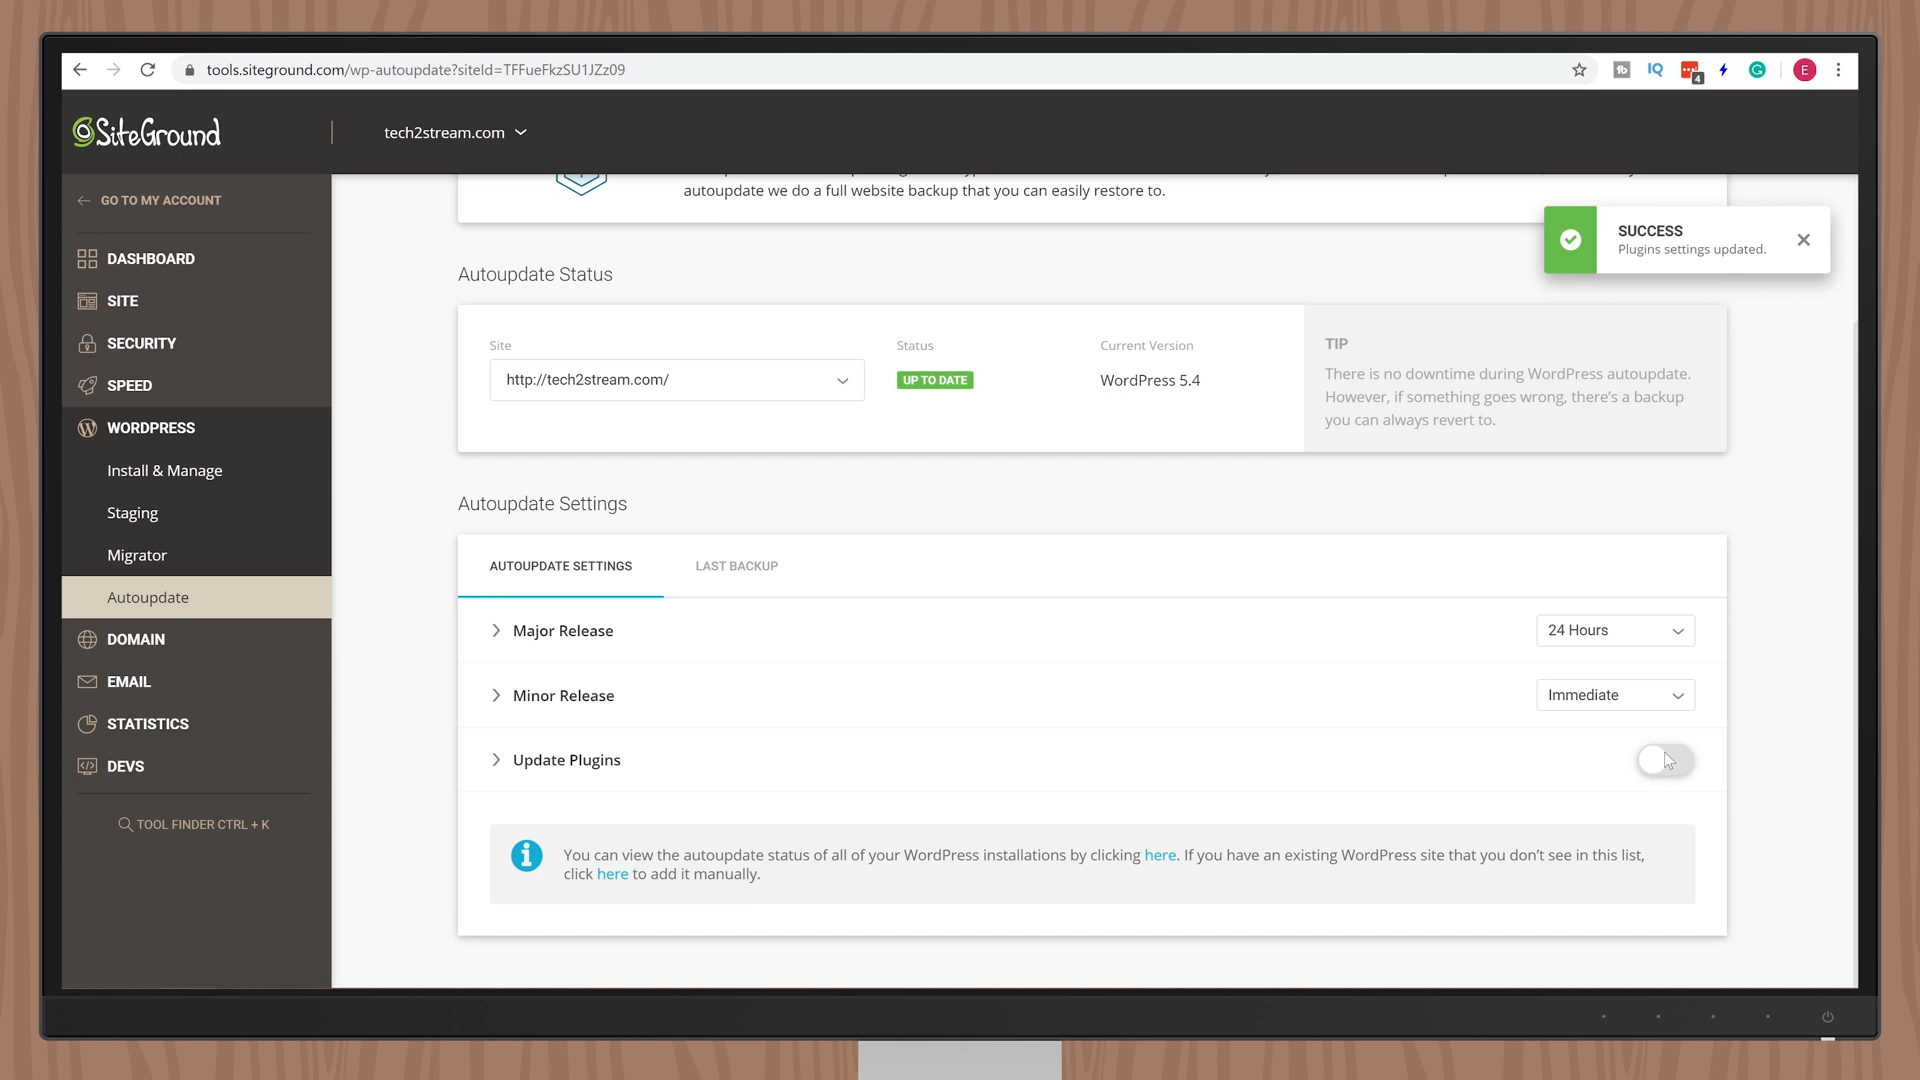 tools.siteground.com/wp-autoupdate?siteId=TFFueFkzSU1JZz09
4
E
SiteGround
tech2stream.com
GO TO MY ACCOUNT
DASHBOARD
SITE
SECURITY
SPEED
WORDPRESS
Install & Manage
Staging
Migrator
Autoupdate
DOMAIN
EMAIL
STATISTICS
DEVS
TOOL FINDER CTRL + K
autoupdate we do a full website backup that you can easily restore to.
SUCCESS
Plugins settings updated.
Autoupdate Status
Site
http://tech2stream.com/
Status
UP TO DATE
Current Version
WordPress 5.4
TIP
There is no downtime during WordPress autoupdate.
However, if something goes wrong, there’s a backup
you can always revert to.
Autoupdate Settings
AUTOUPDATE SETTINGS
LAST BACKUP
Major Release
24 Hours
Minor Release
Immediate
Update Plugins
You can view the autoupdate status of all of your WordPress installations by clicking here. If you have an existing WordPress site that you don’t see in this list,
click here to add it manually.